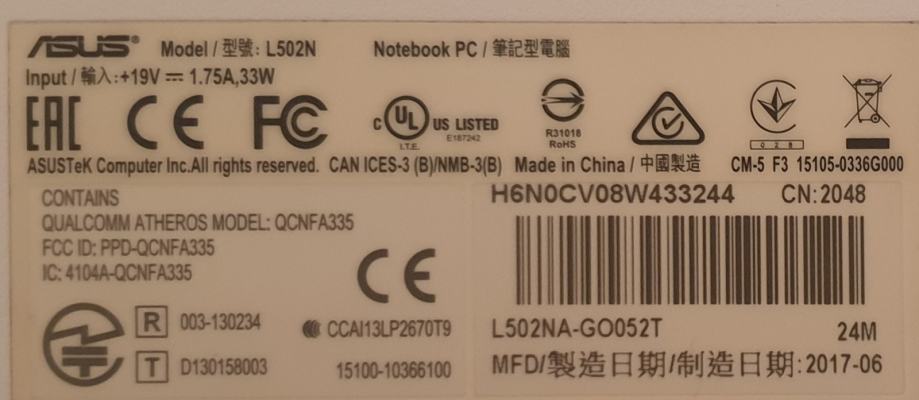 ASUS® Model / 型號: L502N Notebook PC / 筆記型電腦
Input / 輸入:+19V ⎓ 1.75A,33W
EAC CE FC c UL US LISTED
I.T.E. E187242
R31018
RoHS
028
ASUSTeK Computer Inc.All rights reserved. CAN ICES-3 (B)/NMB-3(B) Made in China / 中國製造 CM-5 F3 15105-0336G000
CONTAINS
QUALCOMM ATHEROS MODEL: QCNFA335
FCC ID: PPD-QCNFA335
IC: 4104A-QCNFA335
CE
R 003-130234
CCAI13LP2670T9
T D130158003
15100-10366100
H6N0CV08W433244 CN: 2048
L502NA-GO052T 24M
MFD/製造日期/制造日期: 2017-06